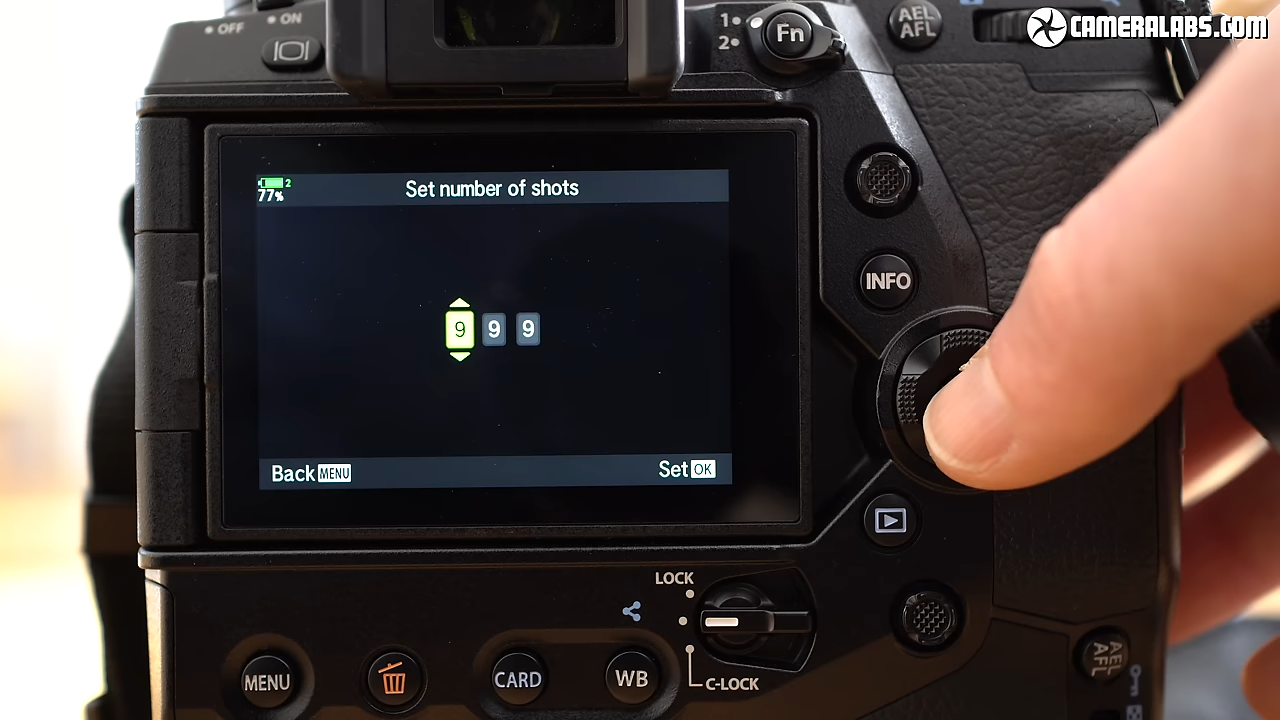 OFF
ON
1
2
Fn
AEL
AFL
CAMERALABS.COM
2
77%
Set number of shots
INFO
9 9 9
Back MENU
Set OK
LOCK
C-LOCK
MENU
CARD
WB
AEL
AFL